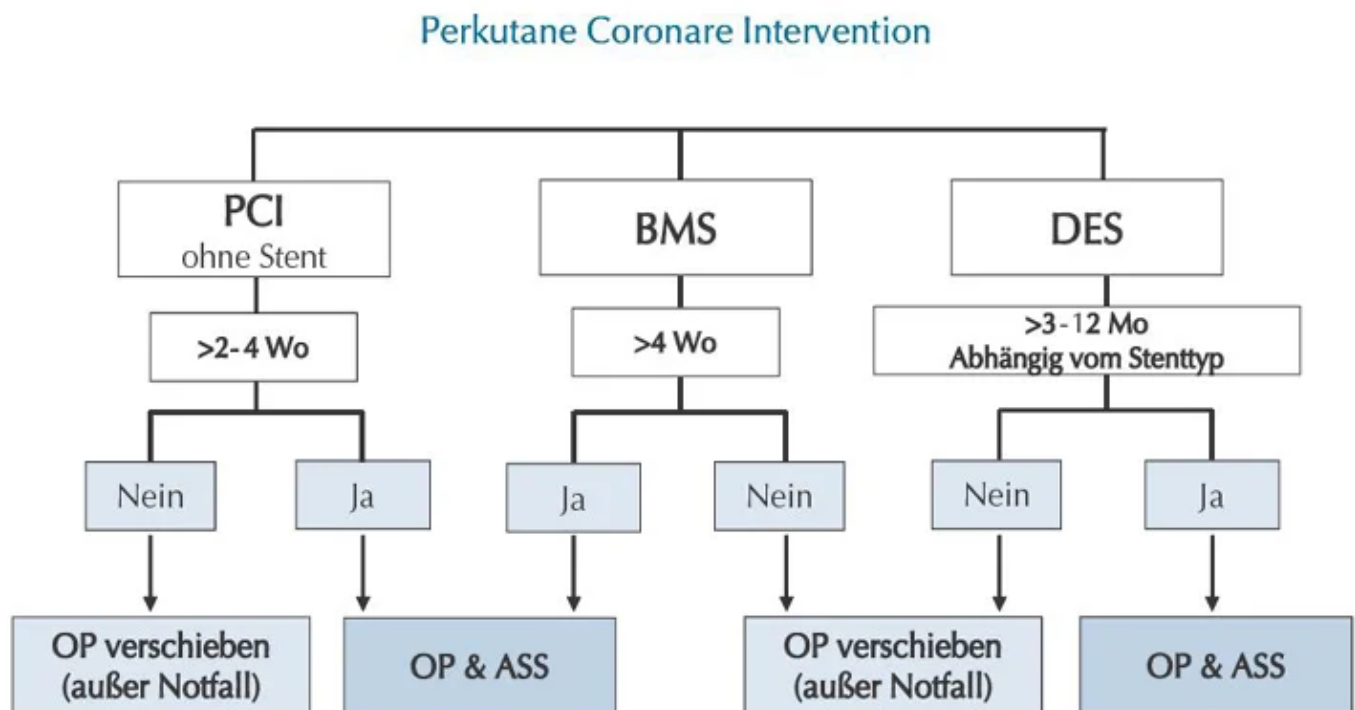 Perkutane Coronare Intervention
PCI
ohne Stent
BMS
DES
>2-4 Wo
>4 Wo
>3-12 Mo
Abhängig vom Stenttyp
Nein
Ja
Ja
Nein
Nein
Ja
OP verschieben
(außer Notfall)
OP & ASS
OP verschieben
(außer Notfall)
OP & ASS